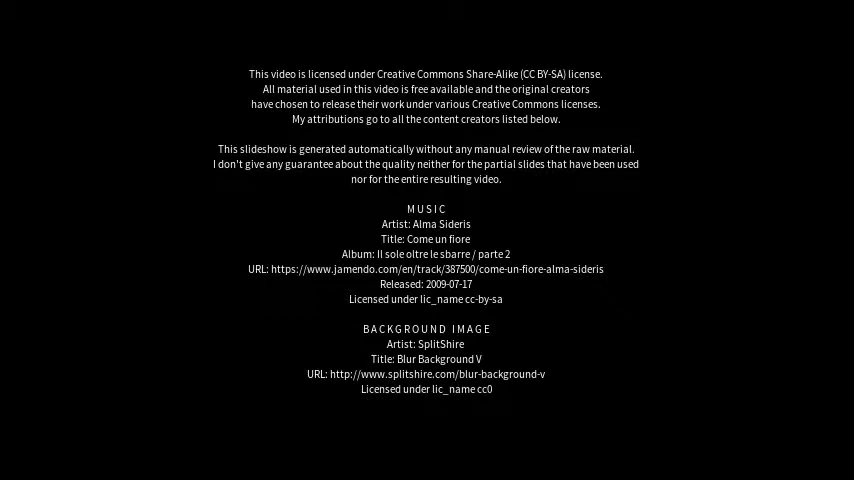 This video is licensed under Creative Commons Share-Alike (CC BY-SA) license.
All material used in this video is free available and the original creators
have chosen to release their work under various Creative Commons licenses.
My attributions go to all the content creators listed below.
This slideshow is generated automatically without any manual review of the raw material.
I don't give any guarantee about the quality neither for the partial slides that have been used
nor for the entire resulting video.
MUSIC
Artist: Alma Sideris
Title: Come un fiore
Album: Il sole oltre le sbarre / parte 2
URL: https://www.jamendo.com/en/track/387500/come-un-fiore-alma-sideris
Released: 2009-07-17
Licensed under lic_name cc-by-sa
BACKGROUND IMAGE
Artist: SplitShire
Title: Blur Background V
URL: http://www.splitshire.com/blur-background-v
Licensed under lic_name cc0